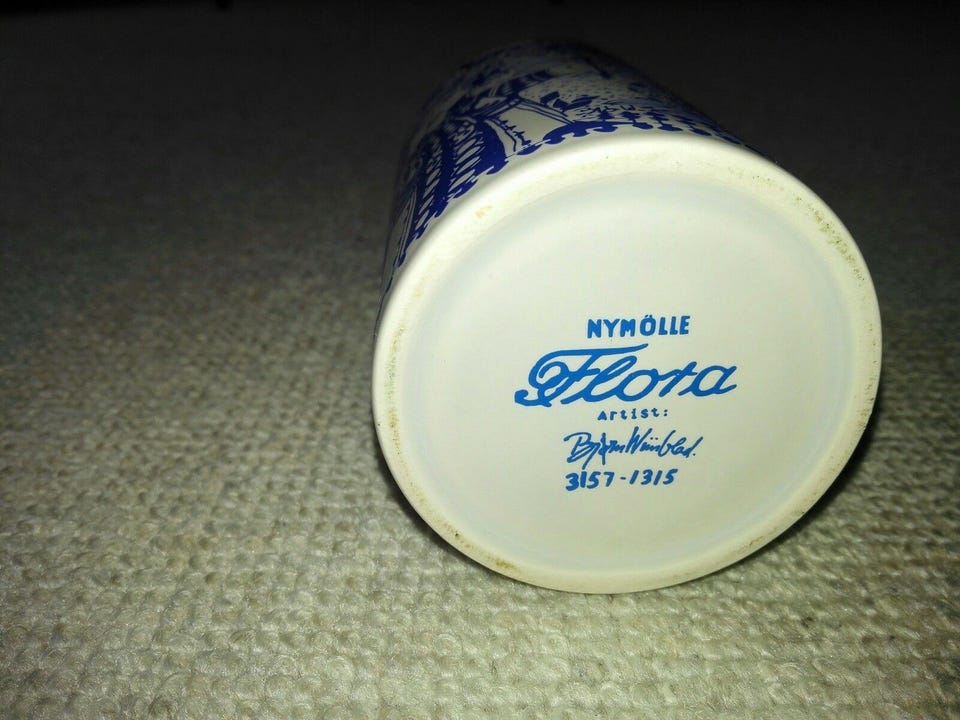 NYMÖLLE
Flora
Artist:
Bjørn Wiinblad.
3157-1315